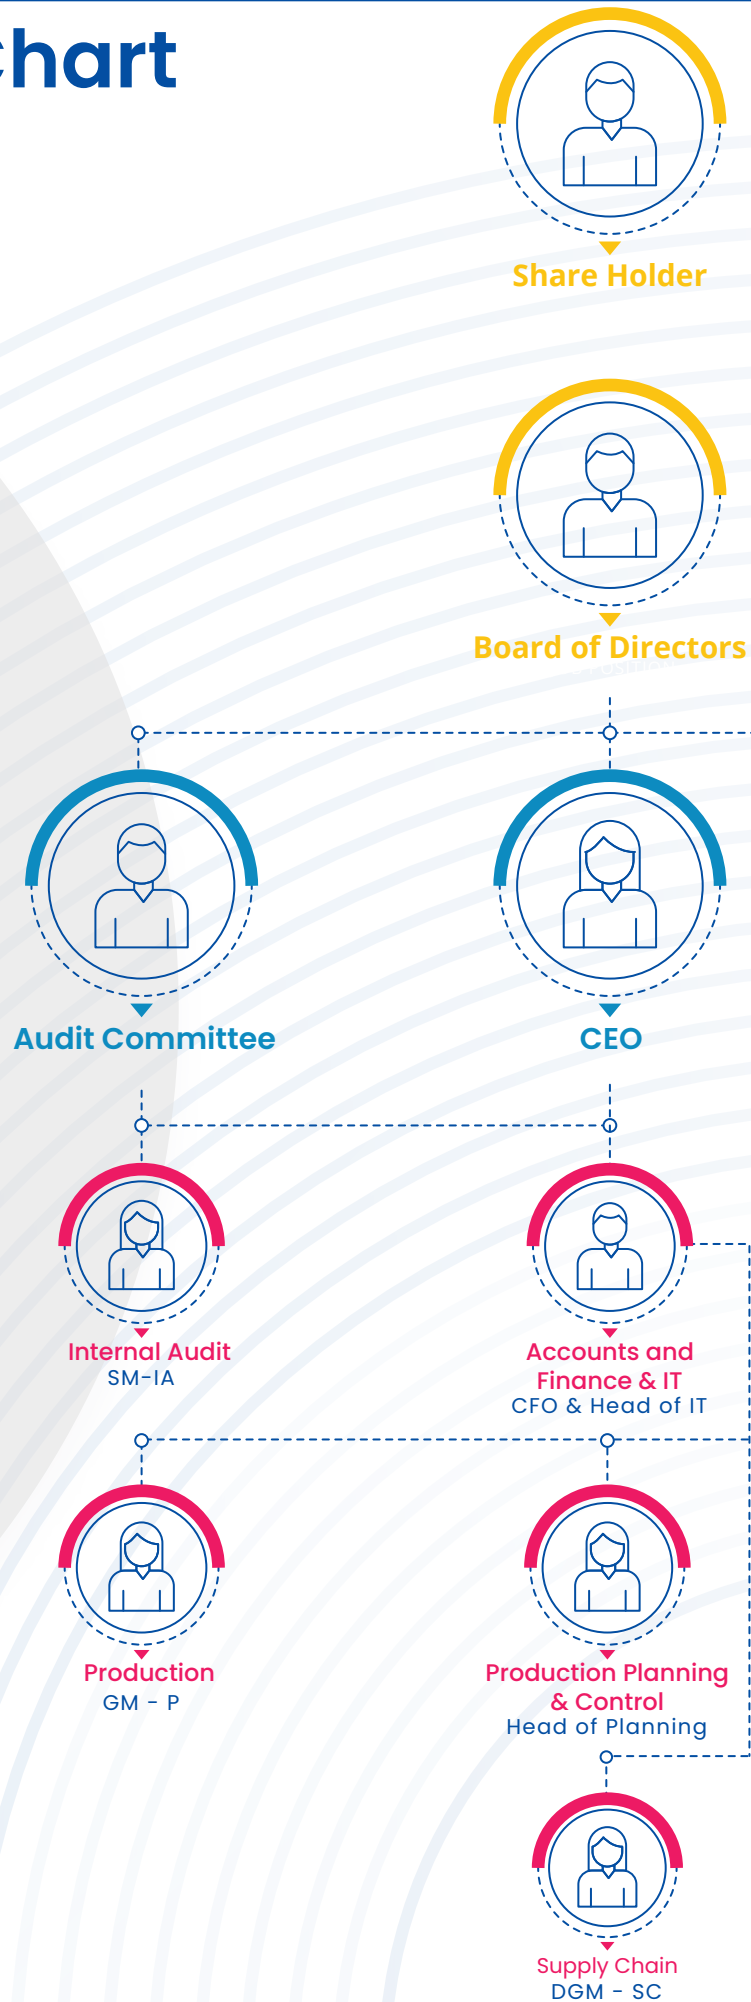 Chart
Share Holder
Board of Directors
Audit Committee
CEO
Internal Audit
SM-IA
Accounts and
Finance & IT
CFO & Head of IT
Production
GM - P
Production Planning
& Control
Head of Planning
Supply Chain
DGM - SC